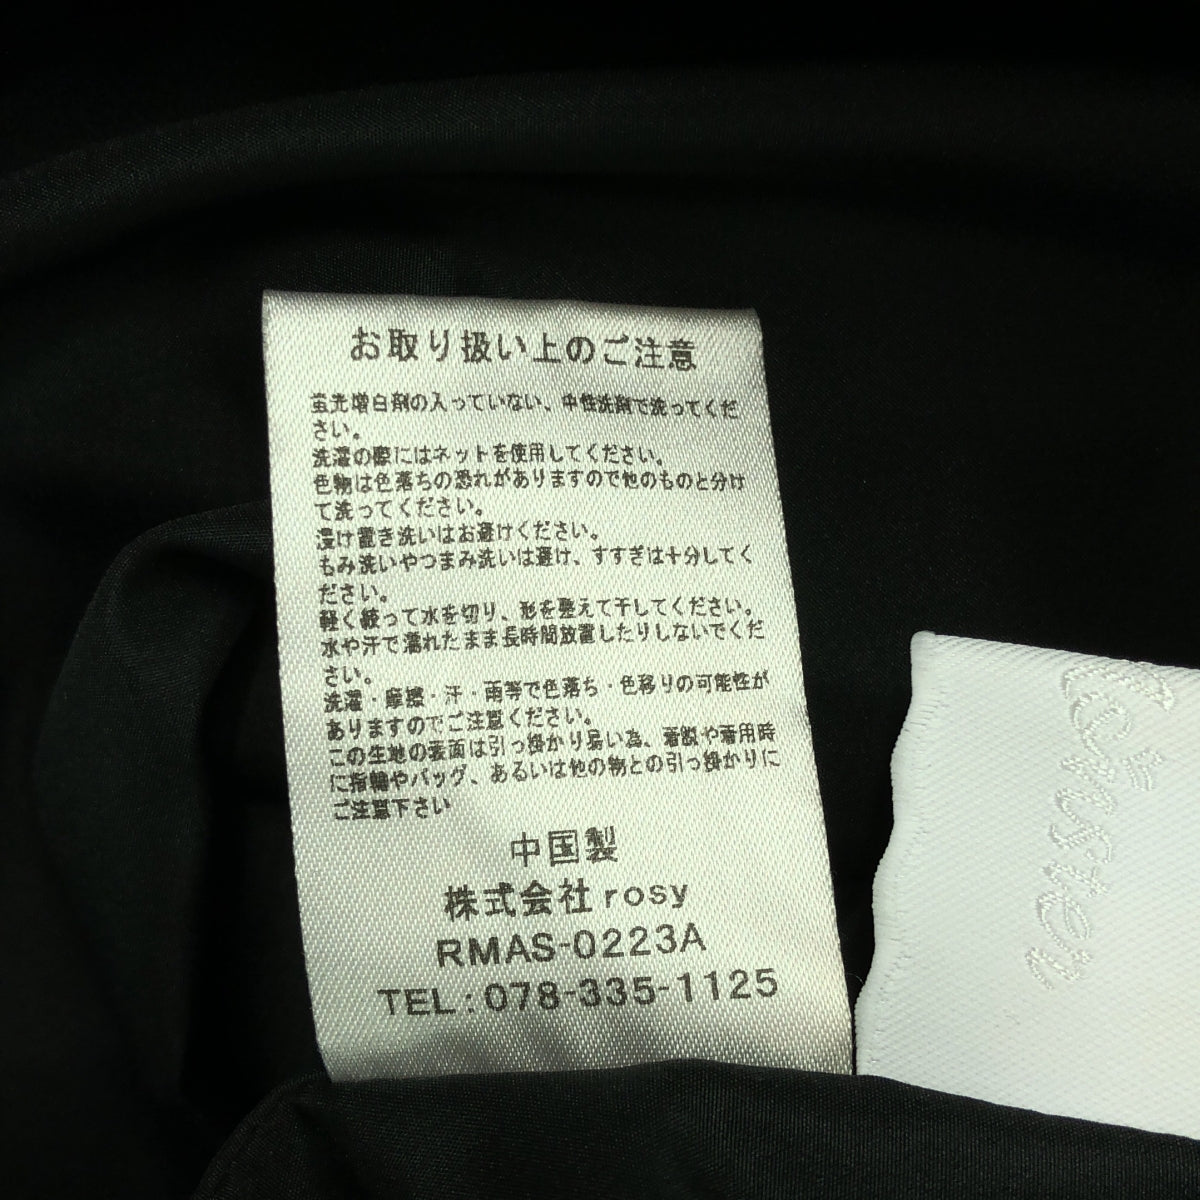 お取り扱い上のご注意
蛍光増白剤の入っていない、中性洗剤で洗ってくだ
さい。
洗濯の際にはネットを使用してください。
色物は色落ちの恐れがありますので他のものと分け
て洗ってください。
浸け置き洗いはお避けください。
もみ洗いやつまみ洗いは避け、すすぎは十分してく
ださい。
軽く絞って水を切り、形を整えて干してください。
水や汗で濡れたまま長時間放置したりしないでくだ
さい。
洗濯・摩擦・汗・雨等で色落ち・色移りの可能性が
ありますのでご注意ください。
この生地の表面は引っ掛かり易い為、着脱や着用時
に指輪やバッグ、あるいは他の物との引っ掛かりに
ご注意下さい
中国製
株式会社rosy
RMAS-0223A
TEL:078-335-1125